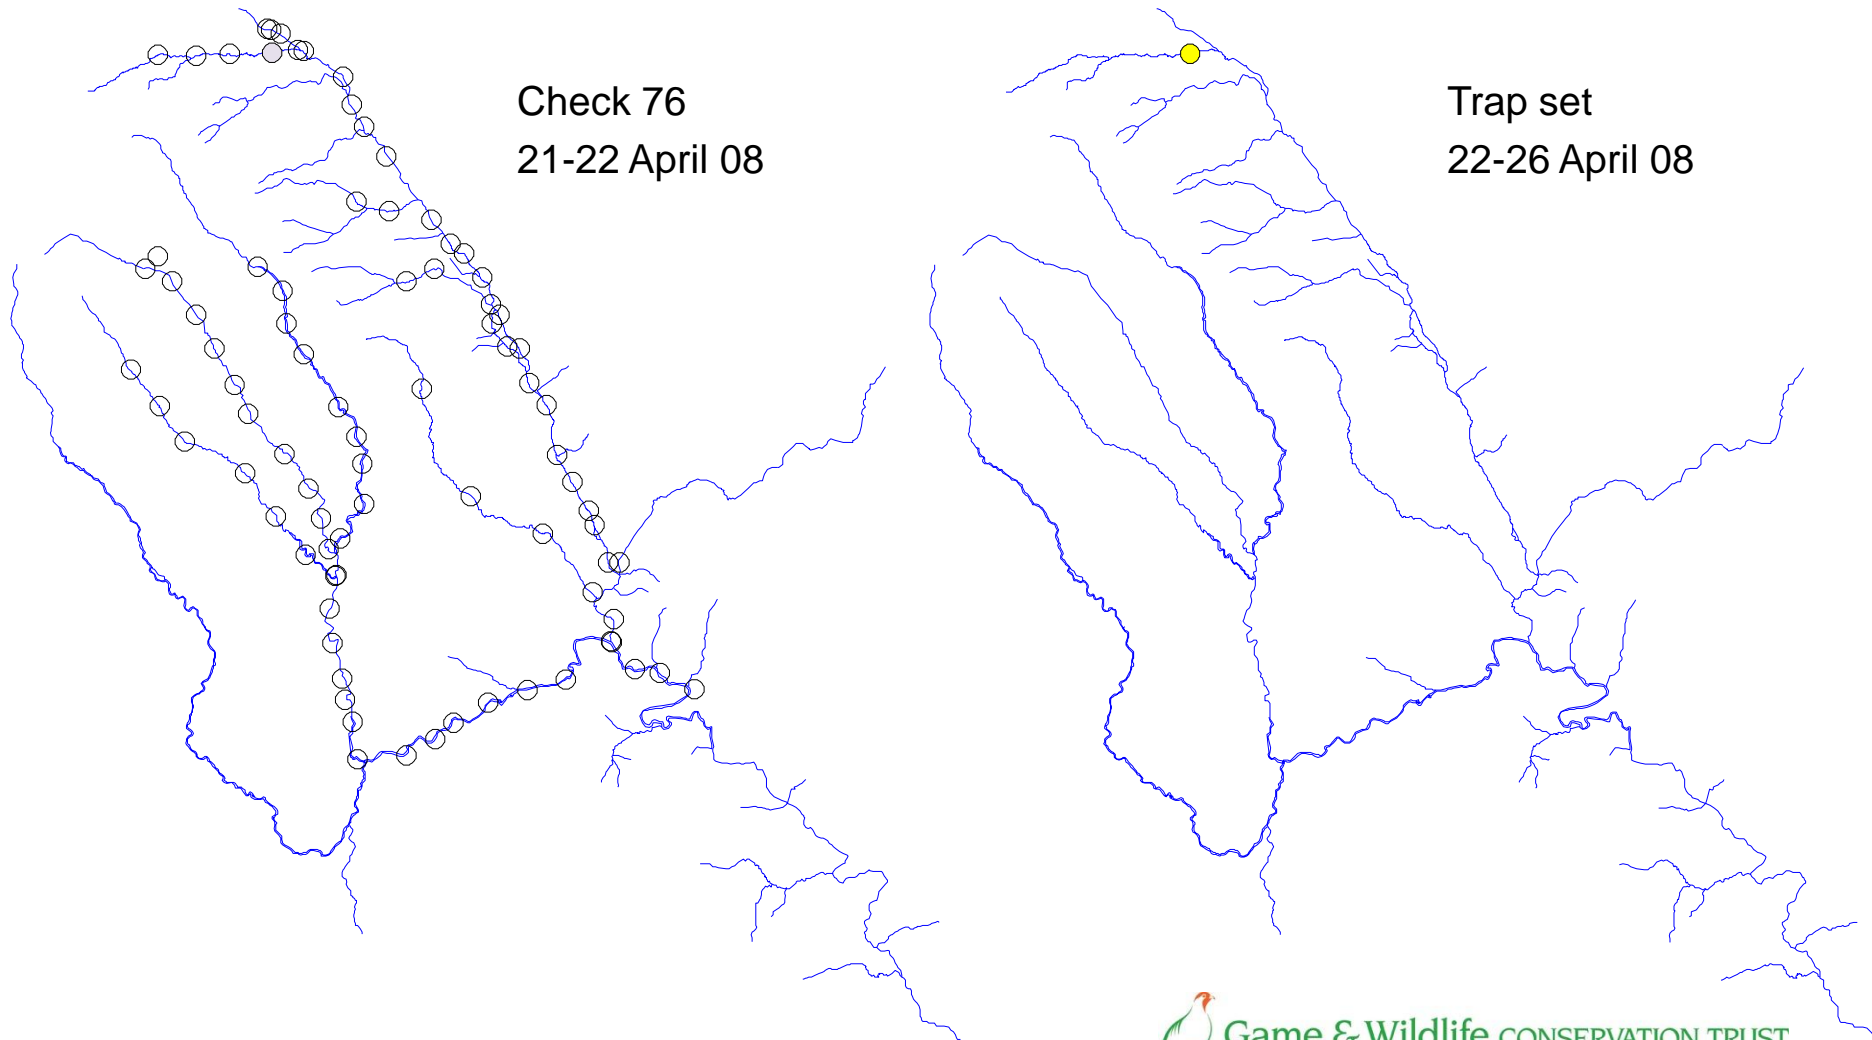 Check 76
21-22 April 08
Trap set
22-26 April 08
Game & Wildlife CONSERVATION TRUST